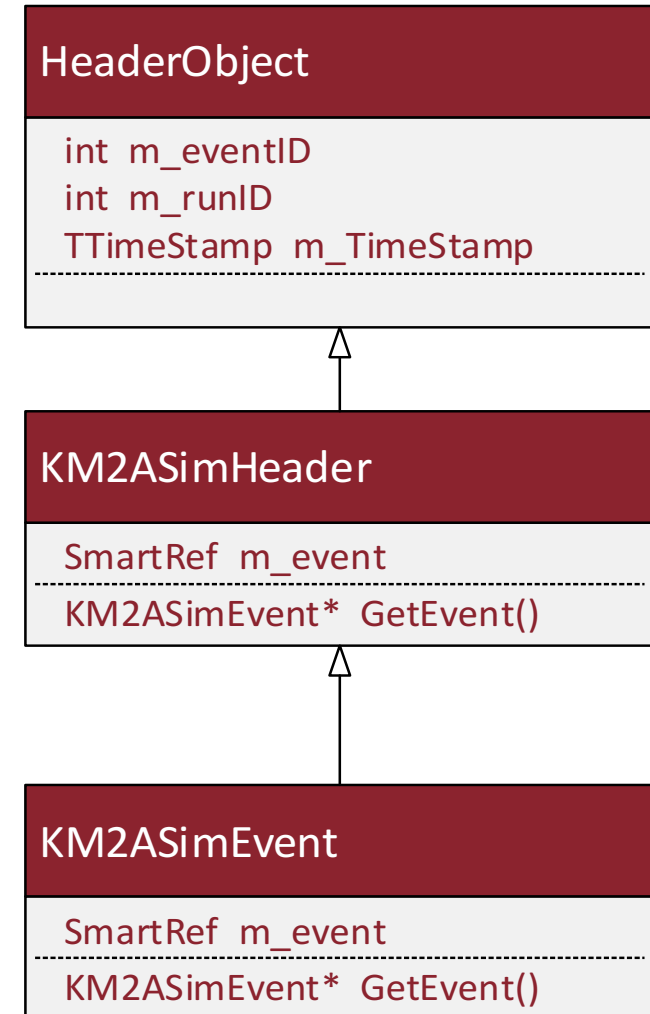 HeaderObject
int m_eventID
int m_runID
TTimeStamp m_TimeStamp
KM2ASimHeader
SmartRef m_event
KM2ASimEvent* GetEvent()
KM2ASimEvent
SmartRef m_event
KM2ASimEvent* GetEvent()